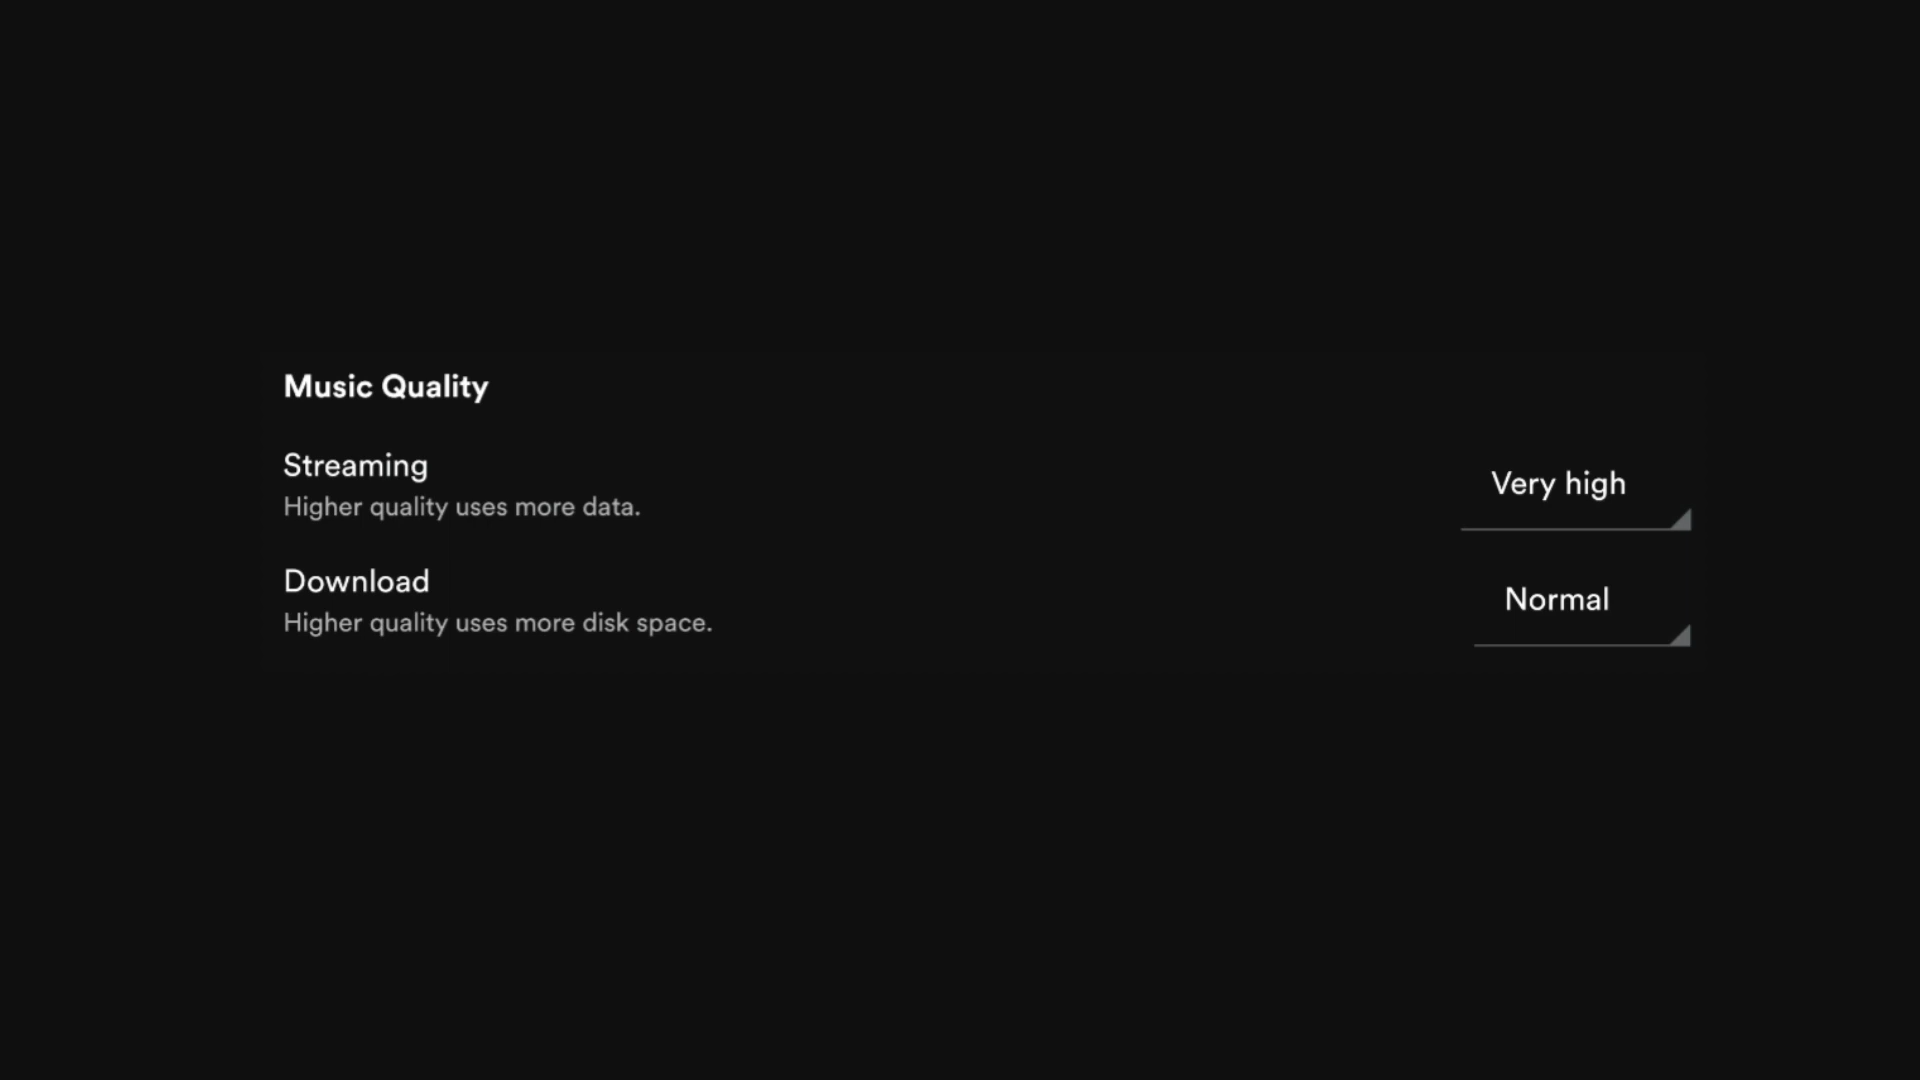 Music Quality
Streaming
Higher quality uses more data.
Very high
Download
Higher quality uses more disk space.
Normal